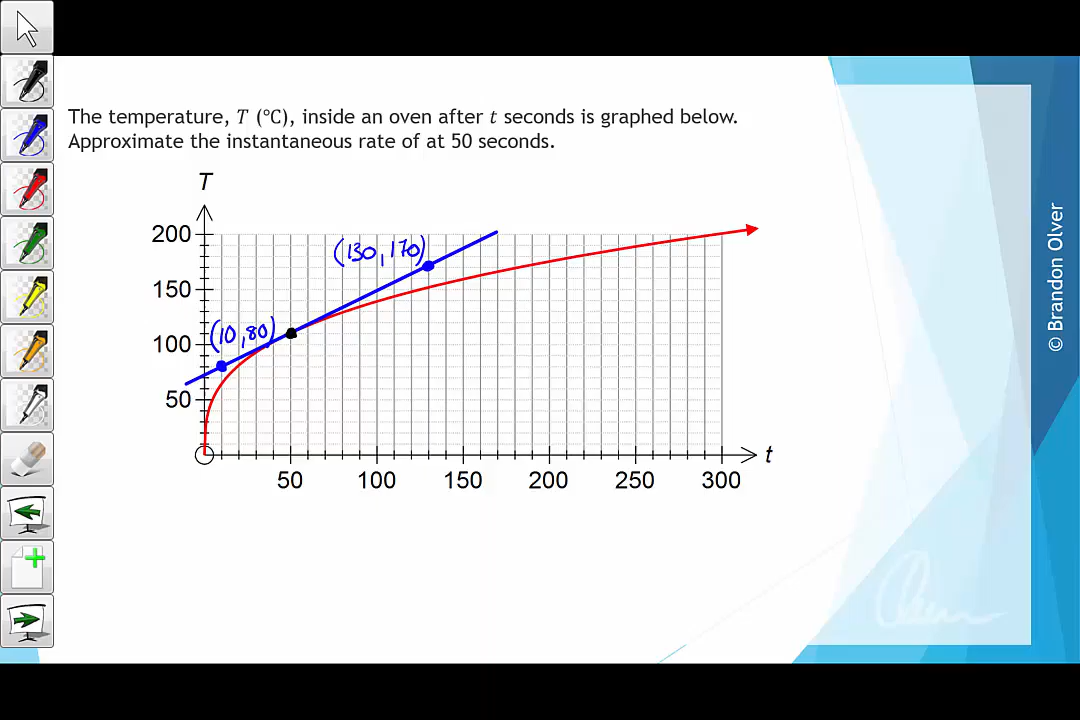 The temperature, T (°C), inside an oven after t seconds is graphed below.
Approximate the instantaneous rate of at 50 seconds.
T
200
(130,170)
150
(10,80)
100
50
t
50 100 150 200 250 300
© Brandon Olver